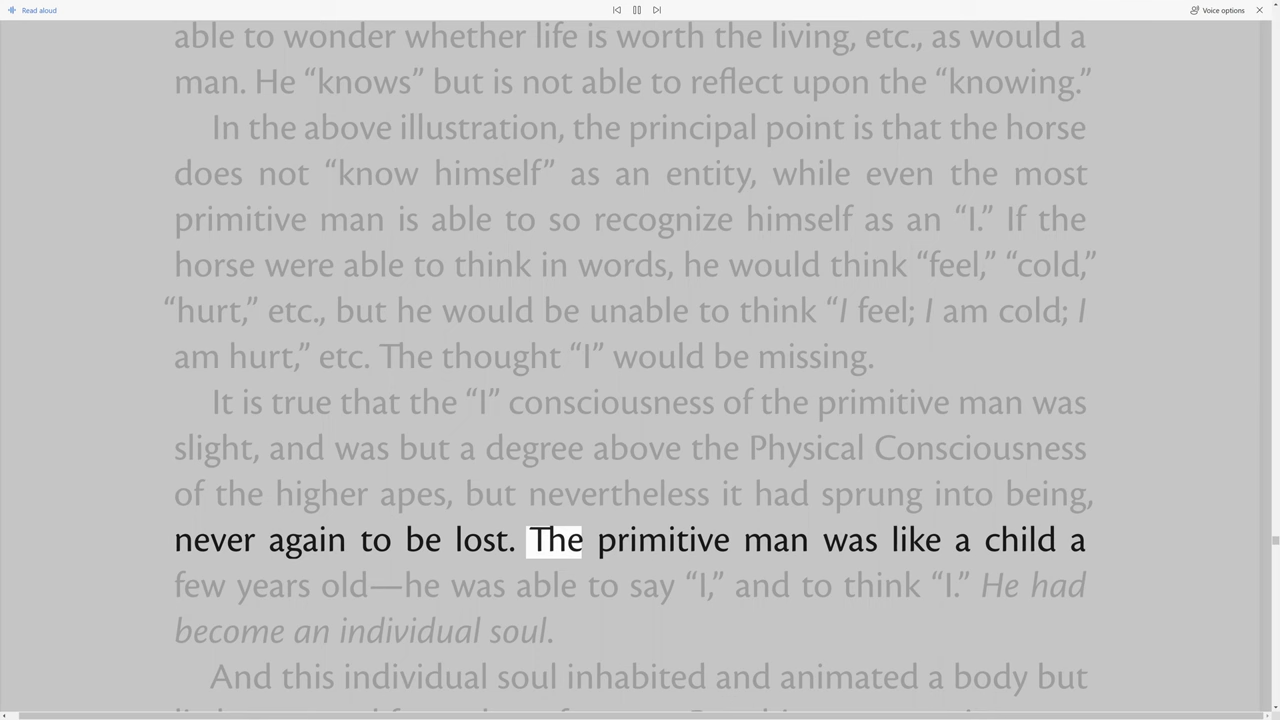 Read aloud
Voice options
able to wonder whether life is worth the living, etc., as would a
man. He “knows” but is not able to reflect upon the “knowing.”
In the above illustration, the principal point is that the horse
does not “know himself” as an entity, while even the most
primitive man is able to so recognize himself as an “I.” If the
horse were able to think in words, he would think “feel,” “cold,”
“hurt,” etc., but he would be unable to think “I feel; I am cold; I
am hurt,” etc. The thought “I” would be missing.
It is true that the “I” consciousness of the primitive man was
slight, and was but a degree above the Physical Consciousness
of the higher apes, but nevertheless it had sprung into being,
never again to be lost. The primitive man was like a child a
few years old—he was able to say “I,” and to think “I.” He had
become an individual soul.
And this individual soul inhabited and animated a body but